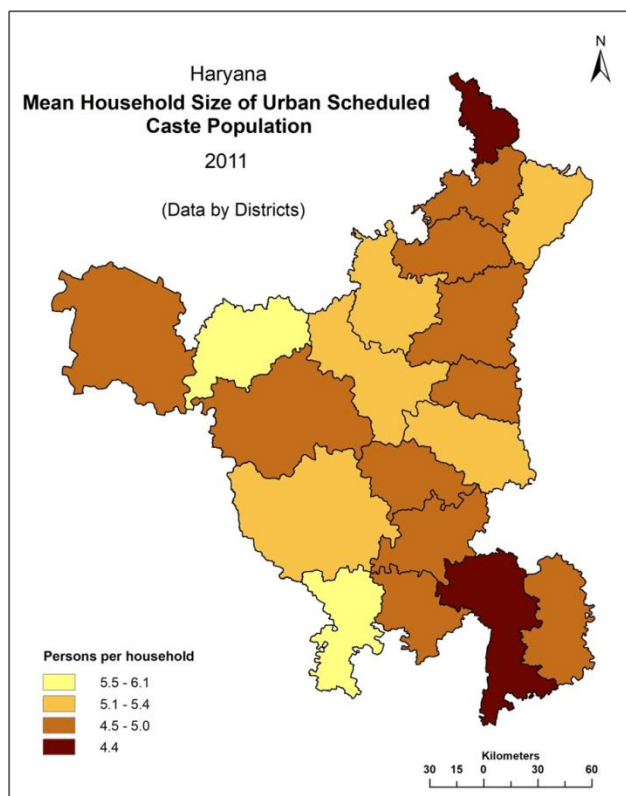 N
Haryana
Mean Household Size of Urban Scheduled
Caste Population
2011
(Data by Districts)
Persons per household
5.5 - 6.1
5.1 - 5.4
4.5 - 5.0
4.4
Kilometers
30 15 0 30 60